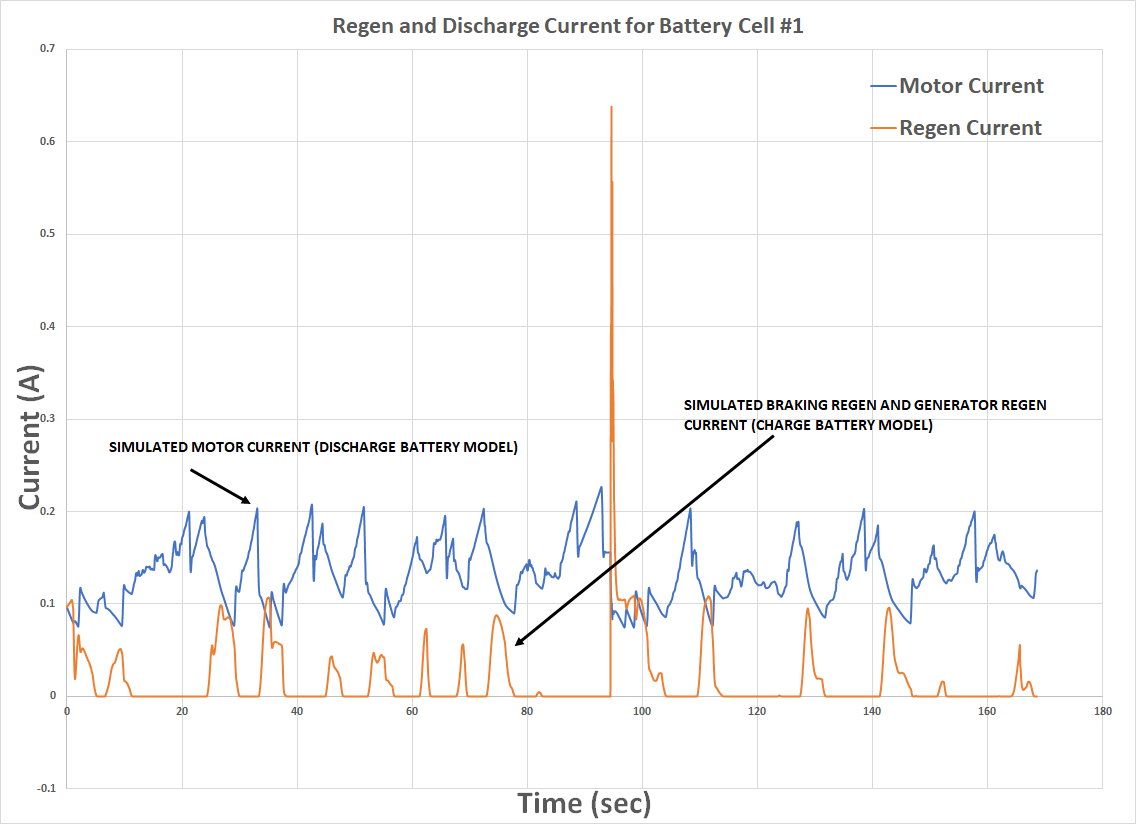 Regen and Discharge Current for Battery Cell #1
0.7
Motor Current
Regen Current
0.6
0.5
0.4
SIMULATED BRAKING REGEN AND GENERATOR REGEN
CURRENT (CHARGE BATTERY MODEL)
0.3
SIMULATED MOTOR CURRENT (DISCHARGE BATTERY MODEL)
Current (A)
0.2
0.1
0
0 20 40 60 80 100 120 140 160 180
-0.1
Time (sec)